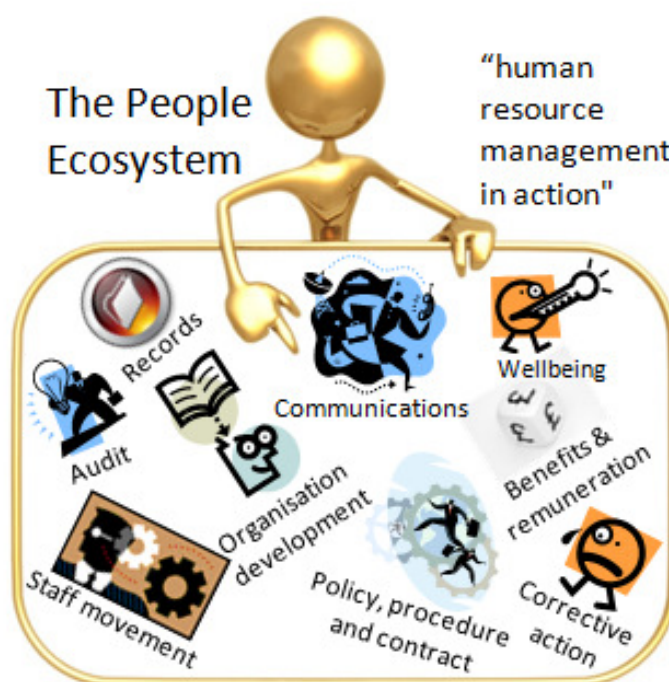 The People
Ecosystem
“human
resource
management
in action"
Records
Communications
Wellbeing
Audit
Organisation
development
Benefits &
remuneration
Staff movement
Policy, procedure
and contract
Corrective
action
£
£
£